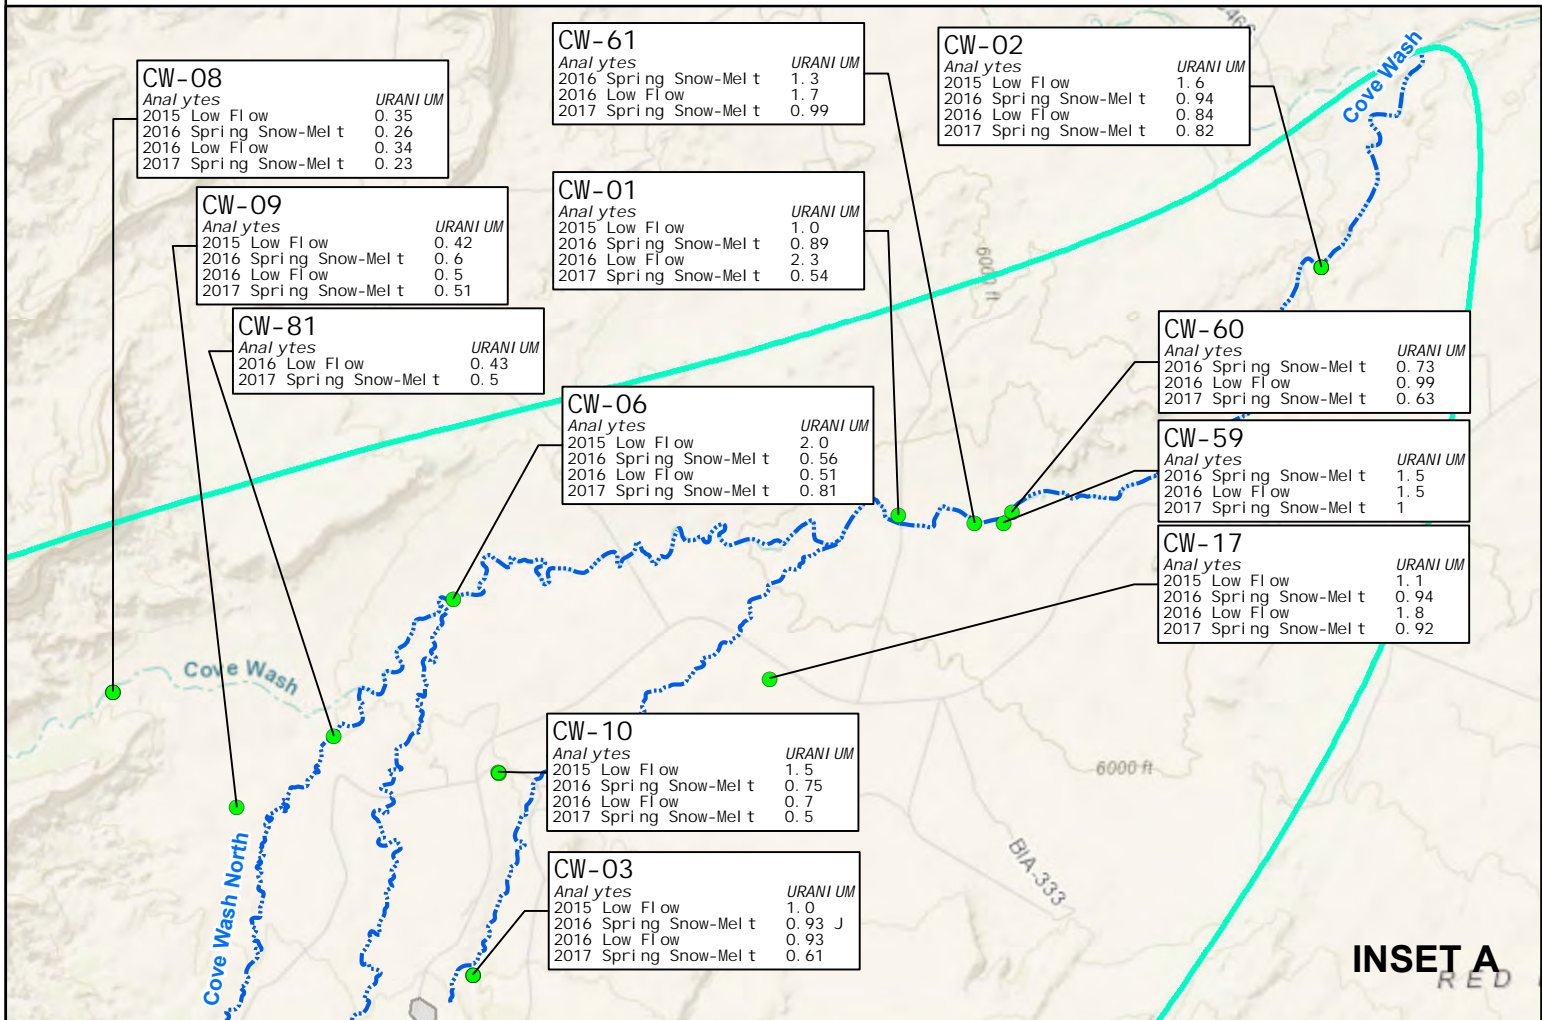 CW-08
Analytes URANIUM
2015 Low Flow 0.35
2016 Spring Snow-Melt 0.26
2016 Low Flow 0.34
2017 Spring Snow-Melt 0.23
CW-61
Analytes URANIUM
2016 Spring Snow-Melt 1.3
2016 Low Flow 1.7
2017 Spring Snow-Melt 0.99
CW-02
Analytes URANIUM
2015 Low Flow 1.6
2016 Spring Snow-Melt 0.94
2016 Low Flow 0.84
2017 Spring Snow-Melt 0.82
Cove Wash
CW-09
Analytes URANIUM
2015 Low Flow 0.42
2016 Spring Snow-Melt 0.6
2016 Low Flow 0.5
2017 Spring Snow-Melt 0.51
CW-01
Analytes URANIUM
2015 Low Flow 1.0
2016 Spring Snow-Melt 0.89
2016 Low Flow 2.3
2017 Spring Snow-Melt 0.54
6000 ft
CW-81
Analytes URANIUM
2016 Low Flow 0.43
2017 Spring Snow-Melt 0.5
CW-60
Analytes URANIUM
2016 Spring Snow-Melt 0.73
2016 Low Flow 0.99
2017 Spring Snow-Melt 0.63
CW-06
Analytes URANIUM
2015 Low Flow 2.0
2016 Spring Snow-Melt 0.56
2016 Low Flow 0.51
2017 Spring Snow-Melt 0.81
CW-59
Analytes URANIUM
2016 Spring Snow-Melt 1.5
2016 Low Flow 1.5
2017 Spring Snow-Melt 1
CW-17
Analytes URANIUM
2015 Low Flow 1.1
2016 Spring Snow-Melt 0.94
2016 Low Flow 1.8
2017 Spring Snow-Melt 0.92
Cove Wash
CW-10
Analytes URANIUM
2015 Low Flow 1.5
2016 Spring Snow-Melt 0.75
2016 Low Flow 0.7
2017 Spring Snow-Melt 0.5
6000 ft
Cove Wash North
CW-03
Analytes URANIUM
2015 Low Flow 1.0
2016 Spring Snow-Melt 0.93 J
2016 Low Flow 0.93
2017 Spring Snow-Melt 0.61
BIA-333
INSET A
RED